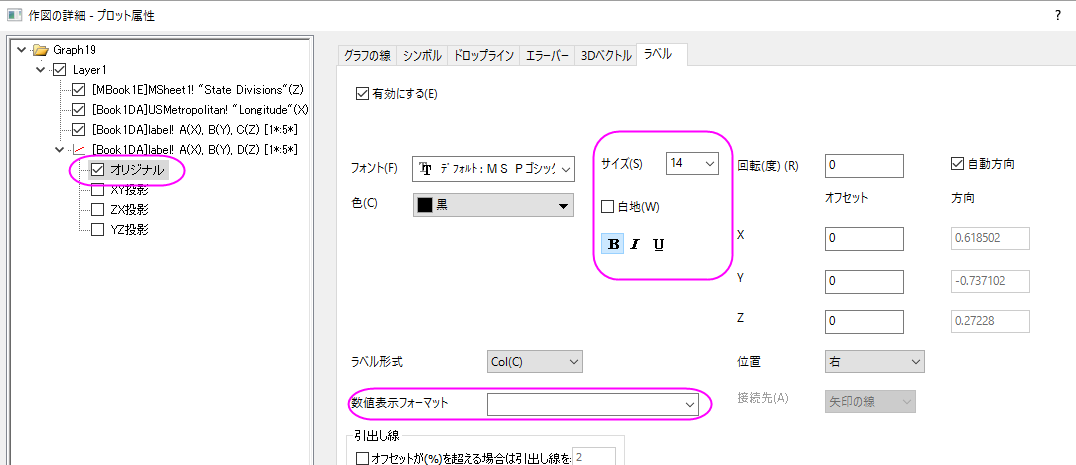 作図の詳細 - プロット属性
?
Graph19
Layer1
[MBook1E]MSheet1! "State Divisions"(Z)
[Book1DA]USMetropolitan! "Longitude"(X)
[Book1DA]label! A(X), B(Y), C(Z) [1*:5*]
[Book1DA]label! A(X), B(Y), D(Z) [1*:5*]
オリジナル
XY投影
ZX投影
YZ投影
グラフの線 シンボル ドロップライン エラーバー 3Dベクトル ラベル
有効にする(E)
フォント(F) デフォルト: MS Pゴシック
色(C) 黒
サイズ(S) 14
白地(W)
B I U
回転(度) (R) 0 自動方向
オフセット 方向
X 0 0.618502
Y 0 -0.737102
Z 0 0.27228
ラベル形式 Col(C)
位置 右
数値表示フォーマット
接続先(A) 矢印の線
引出し線
オフセットが(%)を超える場合は引出し線を: 2